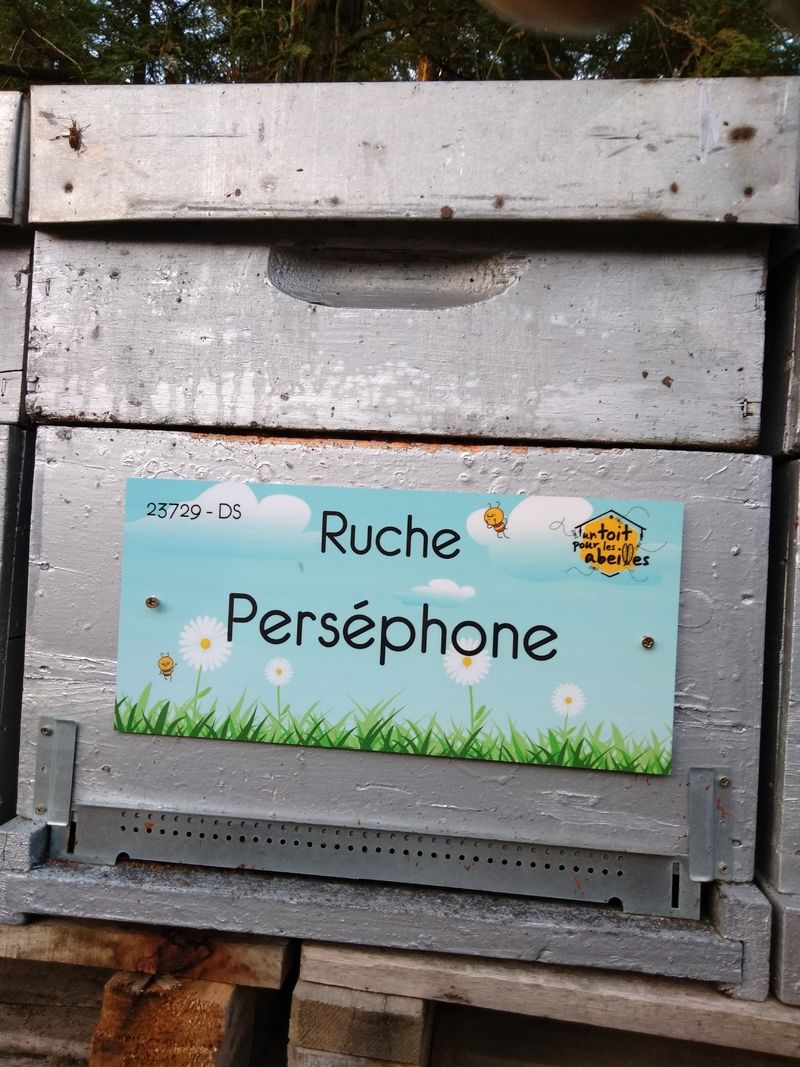 23729 - DS
Ruche
Perséphone
un toit
pour les
abeilles